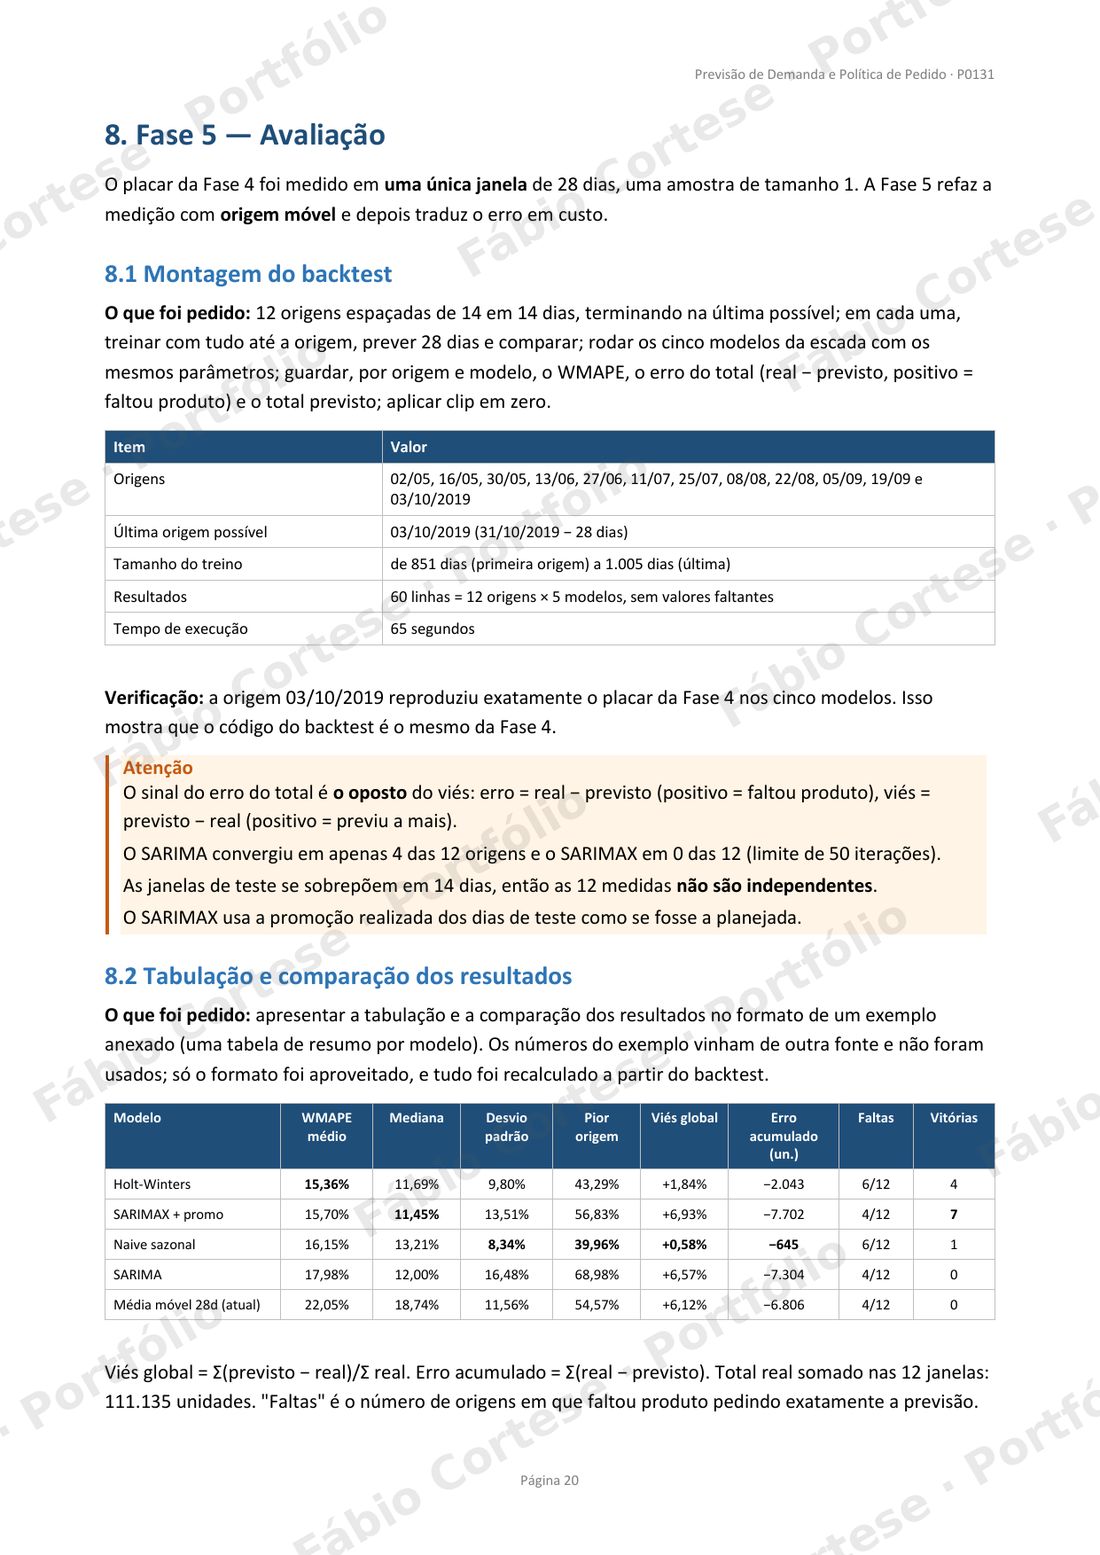 Previsão de Demanda e Política de Pedido · P0131
8. Fase 5 — Avaliação
O placar da Fase 4 foi medido em uma única janela de 28 dias, uma amostra de tamanho 1. A Fase 5 refaz a
medição com origem móvel e depois traduz o erro em custo.
8.1 Montagem do backtest
O que foi pedido: 12 origens espaçadas de 14 em 14 dias, terminando na última possível; em cada uma,
treinar com tudo até a origem, prever 28 dias e comparar; rodar os cinco modelos da escada com os
mesmos parâmetros; guardar, por origem e modelo, o WMAPE, o erro do total (real − previsto, positivo =
faltou produto) e o total previsto; aplicar clip em zero.
Item Valor
Origens 02/05, 16/05, 30/05, 13/06, 27/06, 11/07, 25/07, 08/08, 22/08, 05/09, 19/09 e
03/10/2019
Última origem possível 03/10/2019 (31/10/2019 − 28 dias)
Tamanho do treino de 851 dias (primeira origem) a 1.005 dias (última)
Resultados 60 linhas = 12 origens × 5 modelos, sem valores faltantes
Tempo de execução 65 segundos
Verificação: a origem 03/10/2019 reproduziu exatamente o placar da Fase 4 nos cinco modelos. Isso
mostra que o código do backtest é o mesmo da Fase 4.
Atenção
O sinal do erro do total é o oposto do viés: erro = real − previsto (positivo = faltou produto), viés =
previsto − real (positivo = previu a mais).
O SARIMA convergiu em apenas 4 das 12 origens e o SARIMAX em 0 das 12 (limite de 50 iterações).
As janelas de teste se sobrepõem em 14 dias, então as 12 medidas não são independentes.
O SARIMAX usa a promoção realizada dos dias de teste como se fosse a planejada.
8.2 Tabulação e comparação dos resultados
O que foi pedido: apresentar a tabulação e a comparação dos resultados no formato de um exemplo
anexado (uma tabela de resumo por modelo). Os números do exemplo vinham de outra fonte e não foram
usados; só o formato foi aproveitado, e tudo foi recalculado a partir do backtest.
Modelo WMAPE médio Mediana Desvio padrão Pior origem Viés global Erro acumulado (un.) Faltas Vitórias
Holt-Winters 15,36% 11,69% 9,80% 43,29% +1,84% −2.043 6/12 4
SARIMAX + promo 15,70% 11,45% 13,51% 56,83% +6,93% −7.702 4/12 7
Naive sazonal 16,15% 13,21% 8,34% 39,96% +0,58% −645 6/12 1
SARIMA 17,98% 12,00% 16,48% 68,98% +6,57% −7.304 4/12 0
Média móvel 28d (atual) 22,05% 18,74% 11,56% 54,57% +6,12% −6.806 4/12 0
Viés global = Σ(previsto − real)/Σ real. Erro acumulado = Σ(real − previsto). Total real somado nas 12 janelas:
111.135 unidades. "Faltas" é o número de origens em que faltou produto pedindo exatamente a previsão.
Página 20
Fábio Cortese · Portfólio